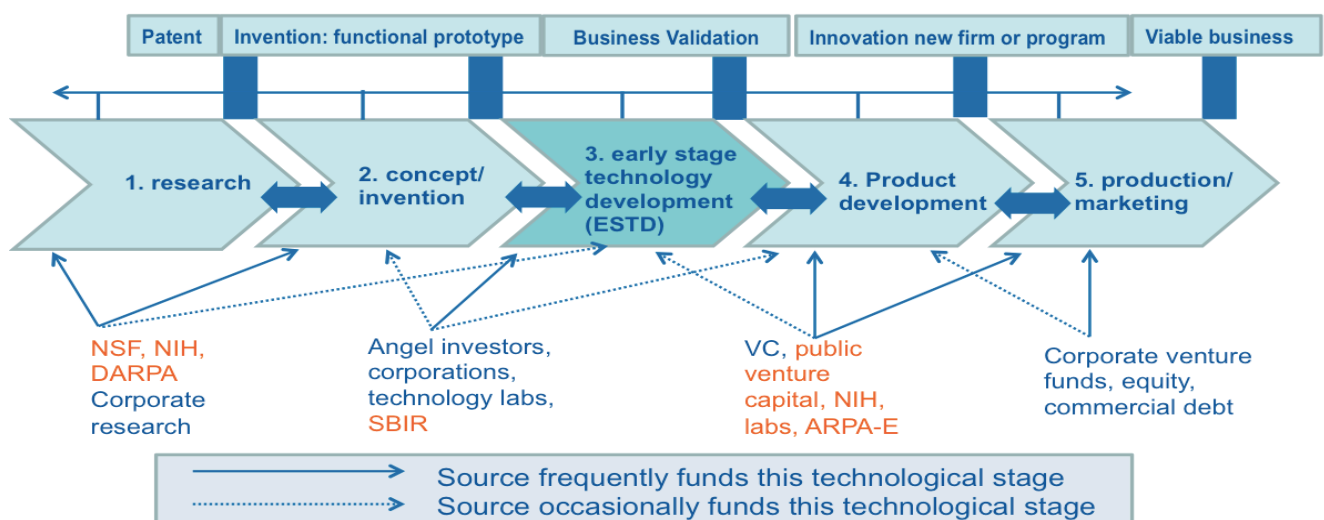 Patent
Invention: functional prototype
Business Validation
Innovation new firm or program
Viable business
1. research
2. concept/
invention
3. early stage
technology
development
(ESTD)
4. Product
development
5. production/
marketing
NSF, NIH,
DARPA
Corporate
research
Angel investors,
corporations,
technology labs,
SBIR
VC, public
venture
capital, NIH,
labs, ARPA-E
Corporate venture
funds, equity,
commercial debt
Source frequently funds this technological stage
Source occasionally funds this technological stage